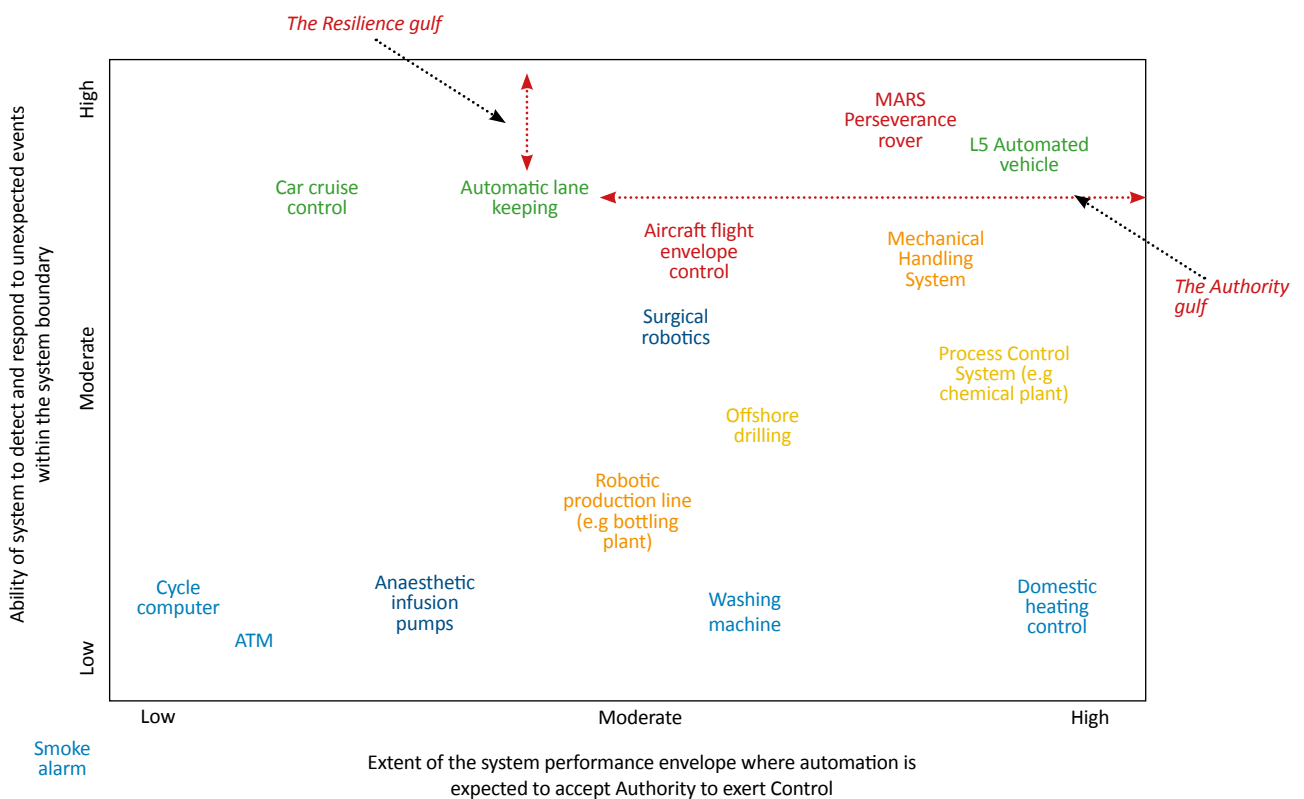 The Resilience gulf
High
Moderate
Low
Ability of system to detect and respond to unexpected events
within the system boundary
MARS
Perseverance
rover
L5 Automated
vehicle
Car cruise
control
Automatic lane
keeping
Aircraft flight
envelope
control
Mechanical
Handling
System
The Authority
gulf
Surgical
robotics
Process Control
System (e.g
chemical plant)
Offshore
drilling
Robotic
production line
(e.g bottling
plant)
Cycle
computer
ATM
Anaesthetic
infusion
pumps
Washing
machine
Domestic
heating
control
Low
Moderate
High
Smoke
alarm
Extent of the system performance envelope where automation is
expected to accept Authority to exert Control